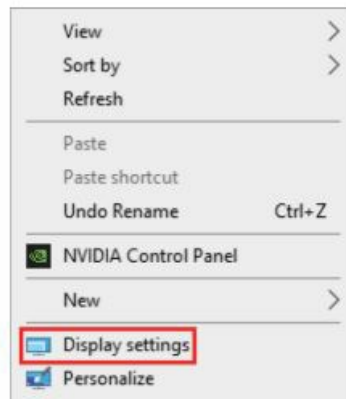 View
Sort by
Refresh
Paste
Paste shortcut
Undo Rename Ctrl+Z
NVIDIA Control Panel
New
Display settings
Personalize